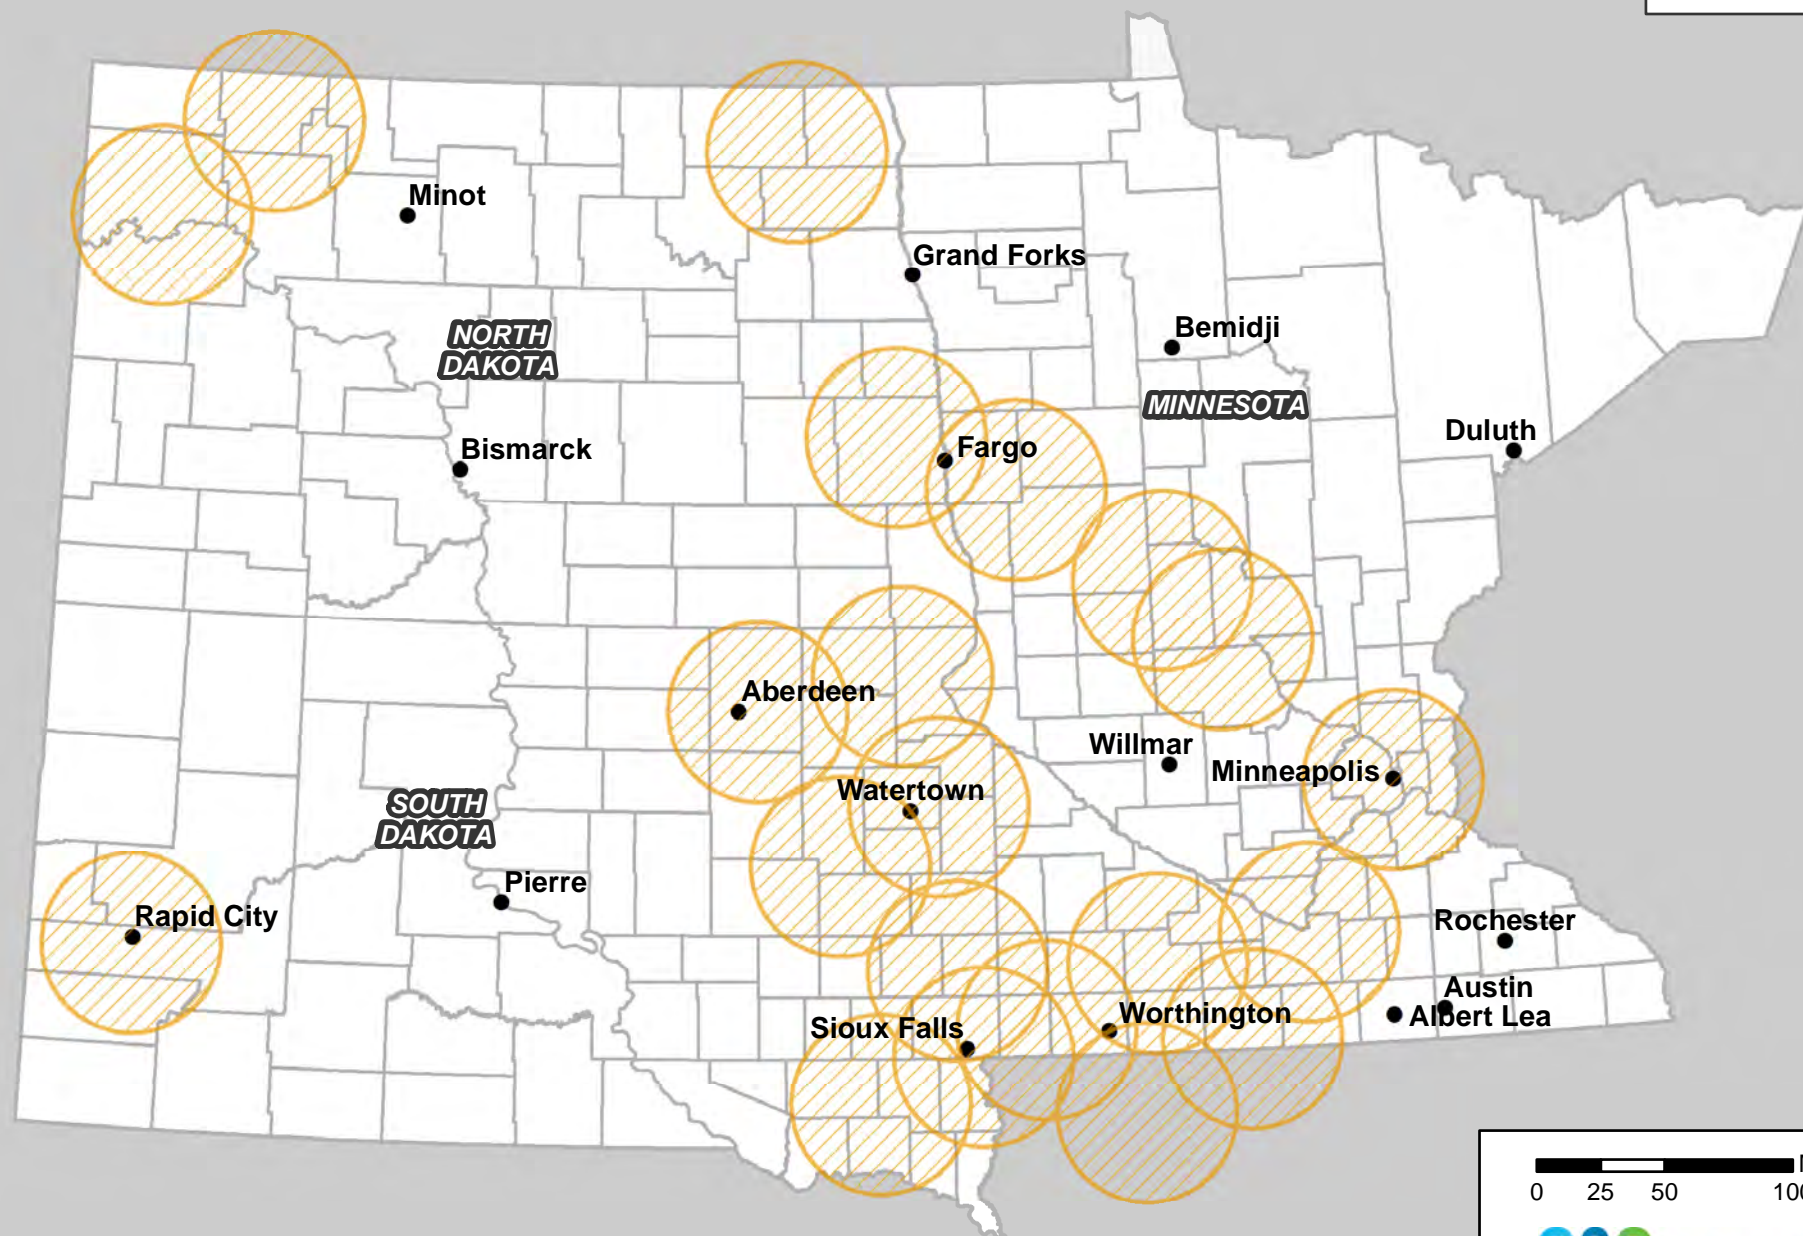 Minot
Grand Forks
NORTH
DAKOTA
Bemidji
MINNESOTA
Duluth
Bismarck
Fargo
Aberdeen
Willmar
Minneapolis
Watertown
SOUTH
DAKOTA
Pierre
Rapid City
Rochester
Austin
Albert Lea
Worthington
Sioux Falls
0 25 50